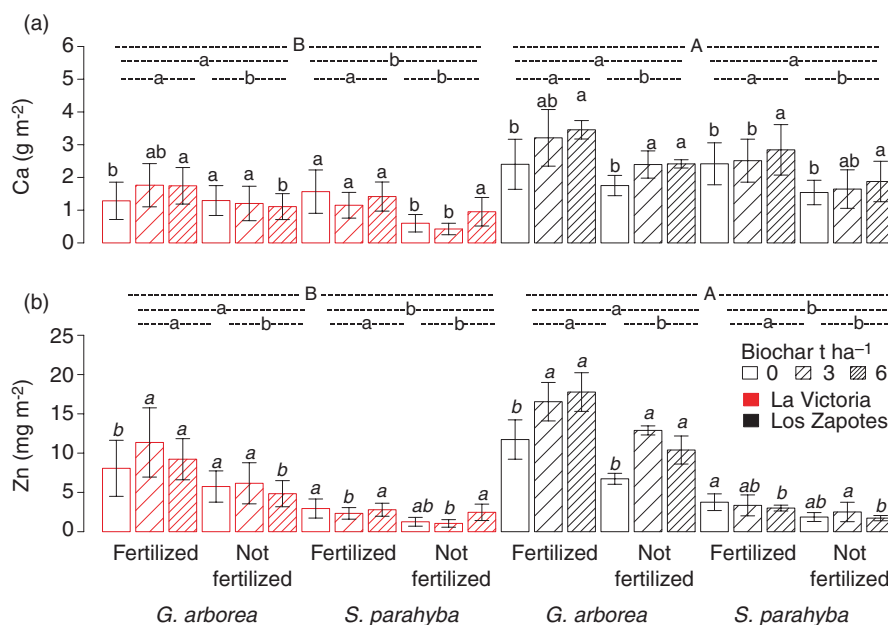 (a)
B A
a b a a
a b a b a b a b
6
5
4
3
2
1
0
Ca (g m⁻²)
b ab a a a b a a a b b a b ab a b a a b b a b ab a
(b)
B A
a b a b
a b a b a b a b
25
20
15
10
5
0
Zn (mg m⁻²)
b a a a a b a b a ab b a b a a b a a a ab b ab a b
Biochar t ha⁻¹
0 3 6
La Victoria
Los Zapotes
Fertilized Not fertilized Fertilized Not fertilized Fertilized Not fertilized Fertilized Not fertilized
G. arborea S. parahyba G. arborea S. parahyba